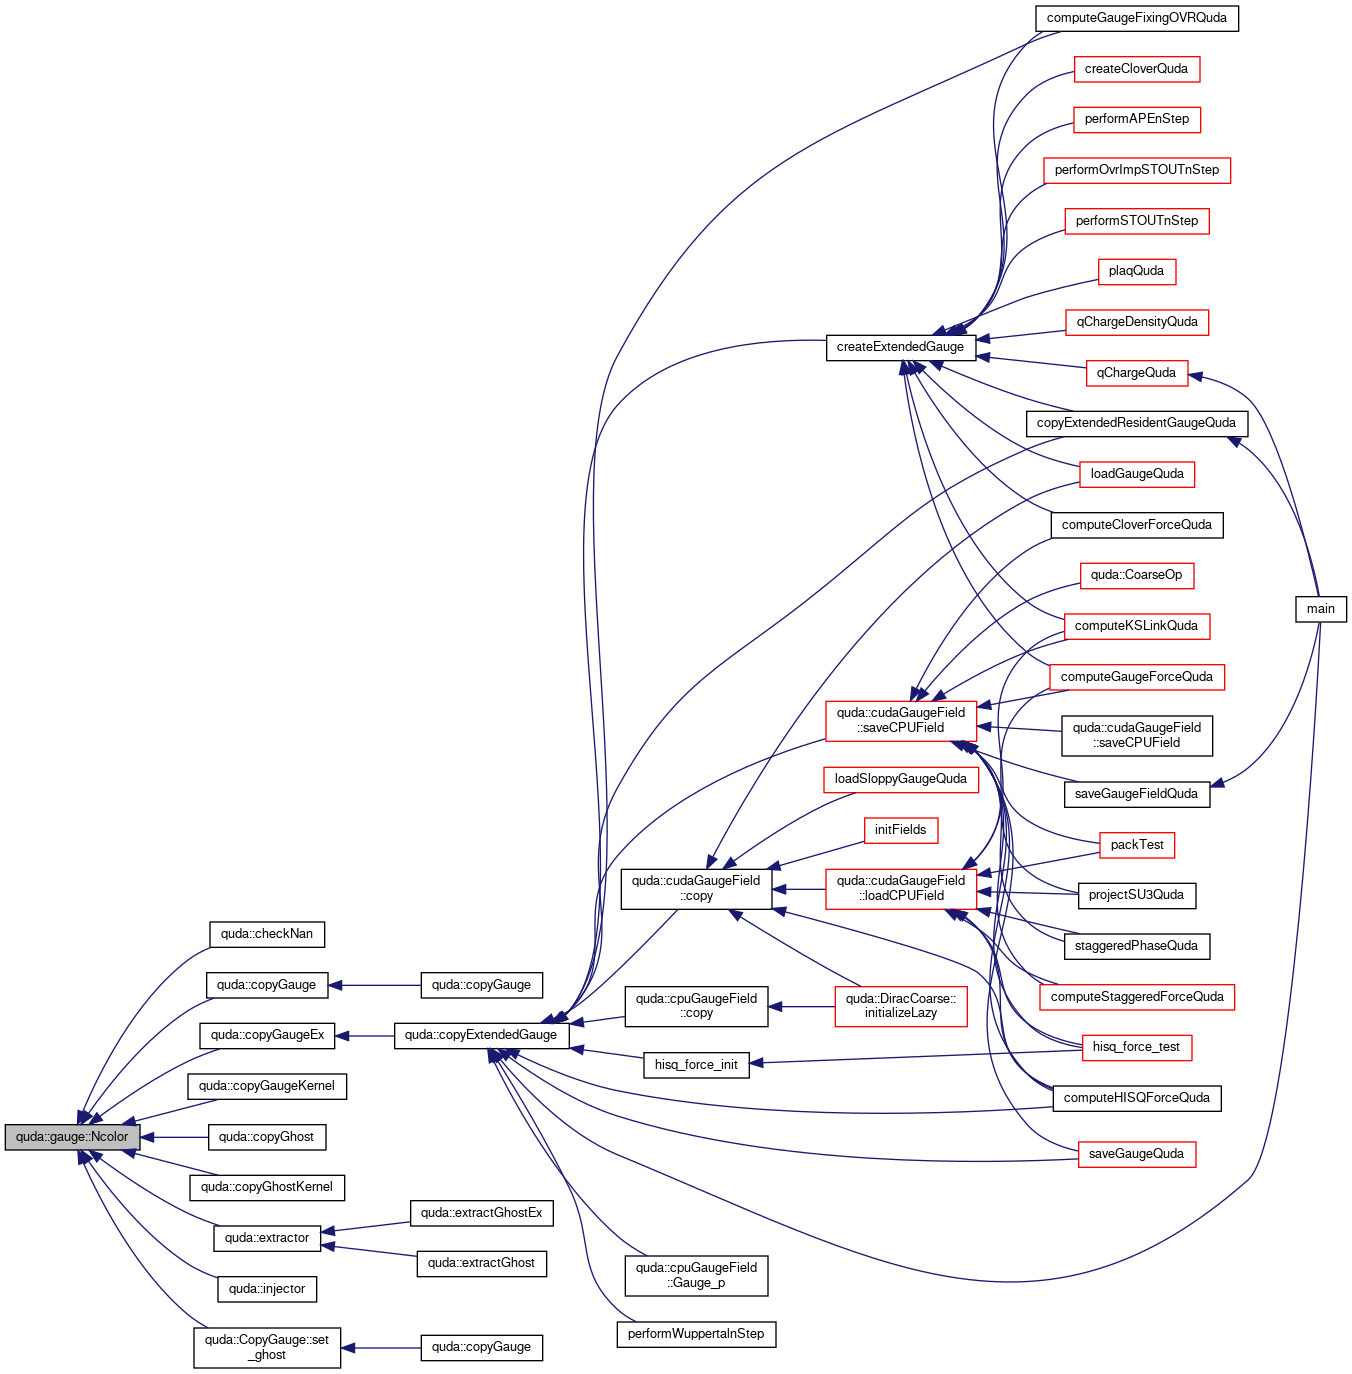 computeGaugeFixingOVRQuda
createCloverQuda
performAPEnStep
performOvrImpSTOUTnStep
performSTOUTnStep
plaqQuda
qChargeDensityQuda
createExtendedGauge
qChargeQuda
copyExtendedResidentGaugeQuda
loadGaugeQuda
computeCloverForceQuda
quda::CoarseOp
main
computeKSLinkQuda
computeGaugeForceQuda
quda::cudaGaugeField
::saveCPUField
quda::cudaGaugeField
::saveCPUField
loadSloppyGaugeQuda
saveGaugeFieldQuda
initFields
packTest
quda::cudaGaugeField
::copy
quda::cudaGaugeField
::loadCPUField
projectSU3Quda
quda::checkNan
staggeredPhaseQuda
quda::copyGauge
quda::copyGauge
quda::cpuGaugeField
::copy
quda::DiracCoarse::
initializeLazy
computeStaggeredForceQuda
quda::copyGaugeEx
quda::copyExtendedGauge
hisq_force_init
hisq_force_test
quda::copyGaugeKernel
computeHISQForceQuda
quda::gauge::Ncolor
quda::copyGhost
saveGaugeQuda
quda::copyGhostKernel
quda::extractGhostEx
quda::extractor
quda::extractGhost
quda::cpuGaugeField
::Gauge_p
quda::injector
performWuppertalnStep
quda::CopyGauge::set
_ghost
quda::copyGauge